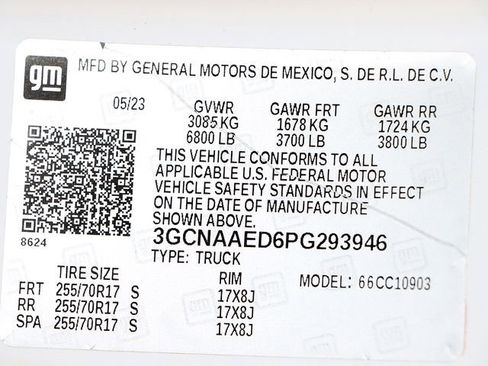 gm
MFD BY GENERAL MOTORS DE MEXICO, S. DE R.L. DE C.V.
05/23 GVWR GAWR FRT GAWR RR
3085 KG 1678 KG 1724 KG
6800 LB 3700 LB 3800 LB
THIS VEHICLE CONFORMS TO ALL
APPLICABLE U.S. FEDERAL MOTOR
VEHICLE SAFETY STANDARDS IN EFFECT
ON THE DATE OF MANUFACTURE
SHOWN ABOVE.
8624
3GCNAAED6PG293946
TYPE: TRUCK
TIRE SIZE RIM MODEL: 66CC10903
FRT 255/70R17 S 17X8J
RR 255/70R17 S 17X8J
SPA 255/70R17 S 17X8J